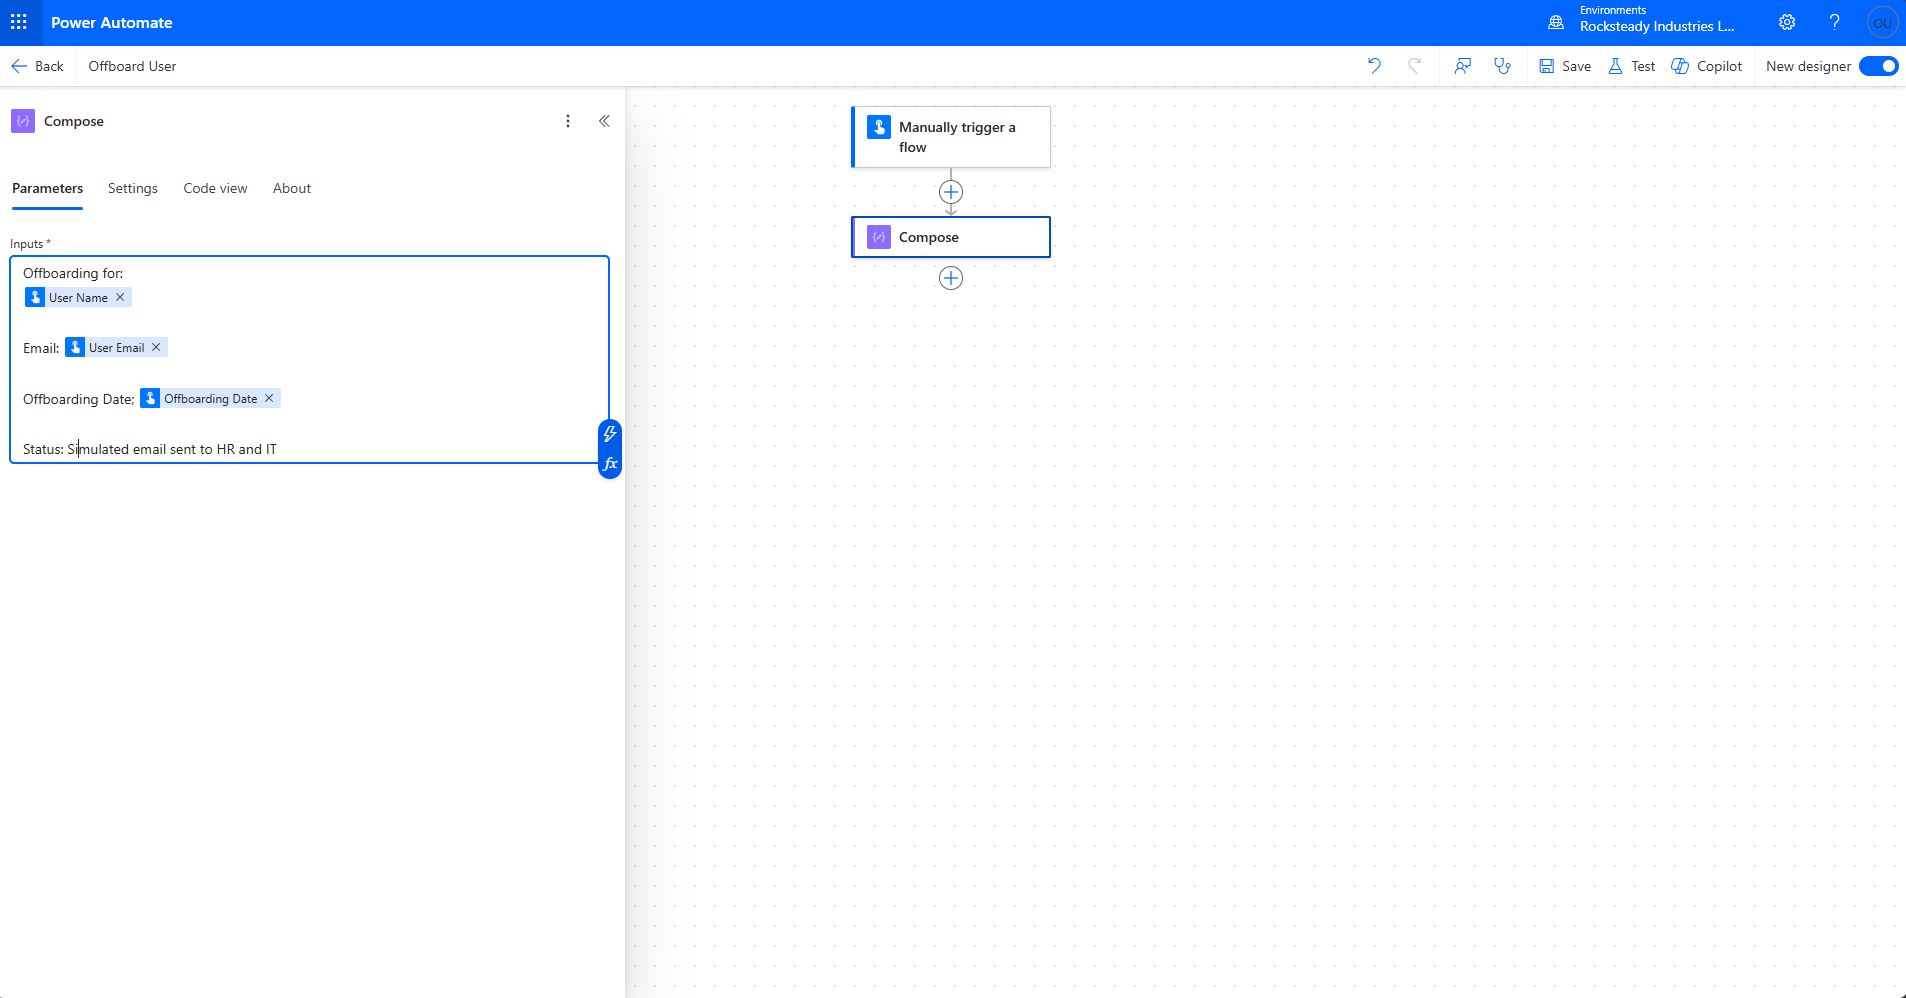 Power Automate
Environments
Rocksteady Industries L...
?
OU
Back
Offboard User
Save
Test
Copilot
New designer
Compose
Parameters
Settings
Code view
About
Inputs *
Offboarding for:
User Name
Email: User Email
Offboarding Date; Offboarding Date
Status: Simulated email sent to HR and IT
fx
Manually trigger a
flow
Compose